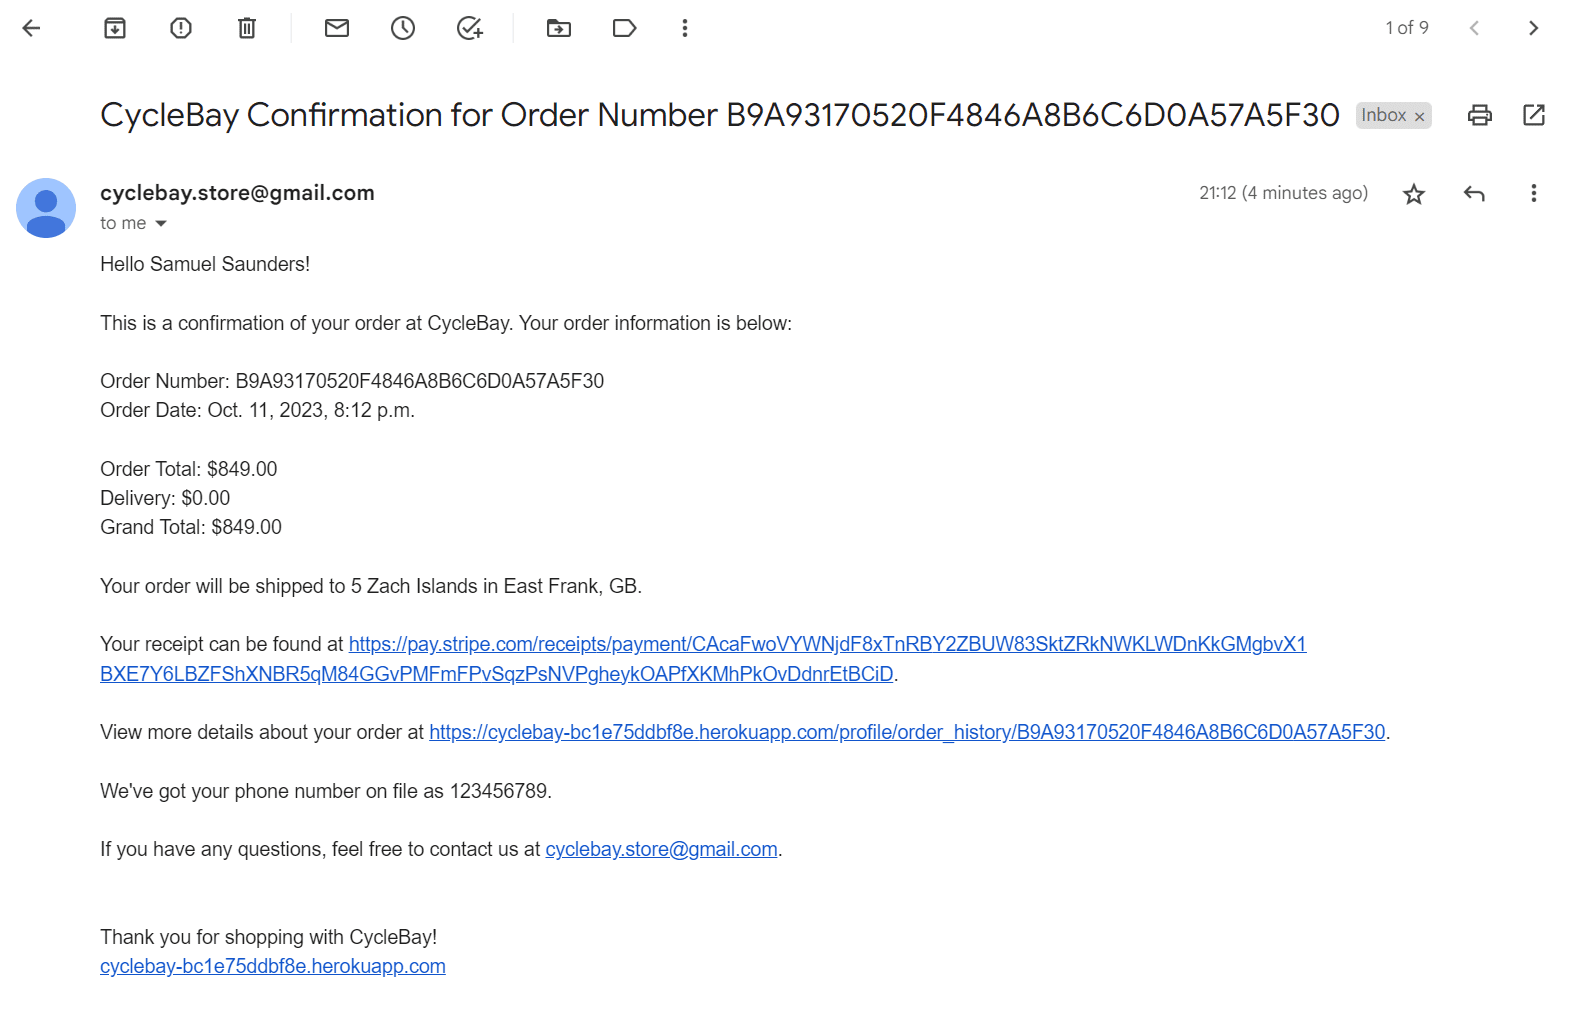 1 of 9
CycleBay Confirmation for Order Number B9A93170520F4846A8B6C6D0A57A5F30 Inbox ×
cyclebay.store@gmail.com 21:12 (4 minutes ago)
to me
Hello Samuel Saunders!
This is a confirmation of your order at CycleBay. Your order information is below:
Order Number: B9A93170520F4846A8B6C6D0A57A5F30
Order Date: Oct. 11, 2023, 8:12 p.m.
Order Total: $849.00
Delivery: $0.00
Grand Total: $849.00
Your order will be shipped to 5 Zach Islands in East Frank, GB.
Your receipt can be found at https://pay.stripe.com/receipts/payment/CAcaFwoVYWNjdF8xTnRBY2ZBUW83SktZRkNWKLWDnKkGMgbvX1
BXE7Y6LBZFShXNBR5qM84GGvPMFmFPvSqzPsNVPgheykOAPfXKMhPkOvDdnrEtBCiD.
View more details about your order at https://cyclebay-bc1e75ddbf8e.herokuapp.com/profile/order_history/B9A93170520F4846A8B6C6D0A57A5F30.
We've got your phone number on file as 123456789.
If you have any questions, feel free to contact us at cyclebay.store@gmail.com.
Thank you for shopping with CycleBay!
cyclebay-bc1e75ddbf8e.herokuapp.com